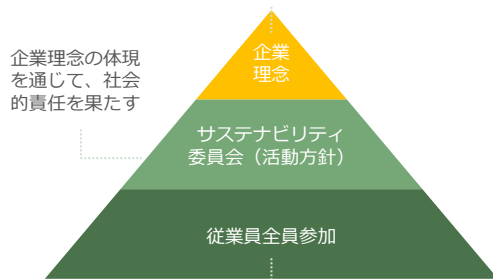 企業理念の体現
を通じて、社会
的責任を果たす
企業
理念
サステナビリティ
委員会（活動方針）
従業員全員参加